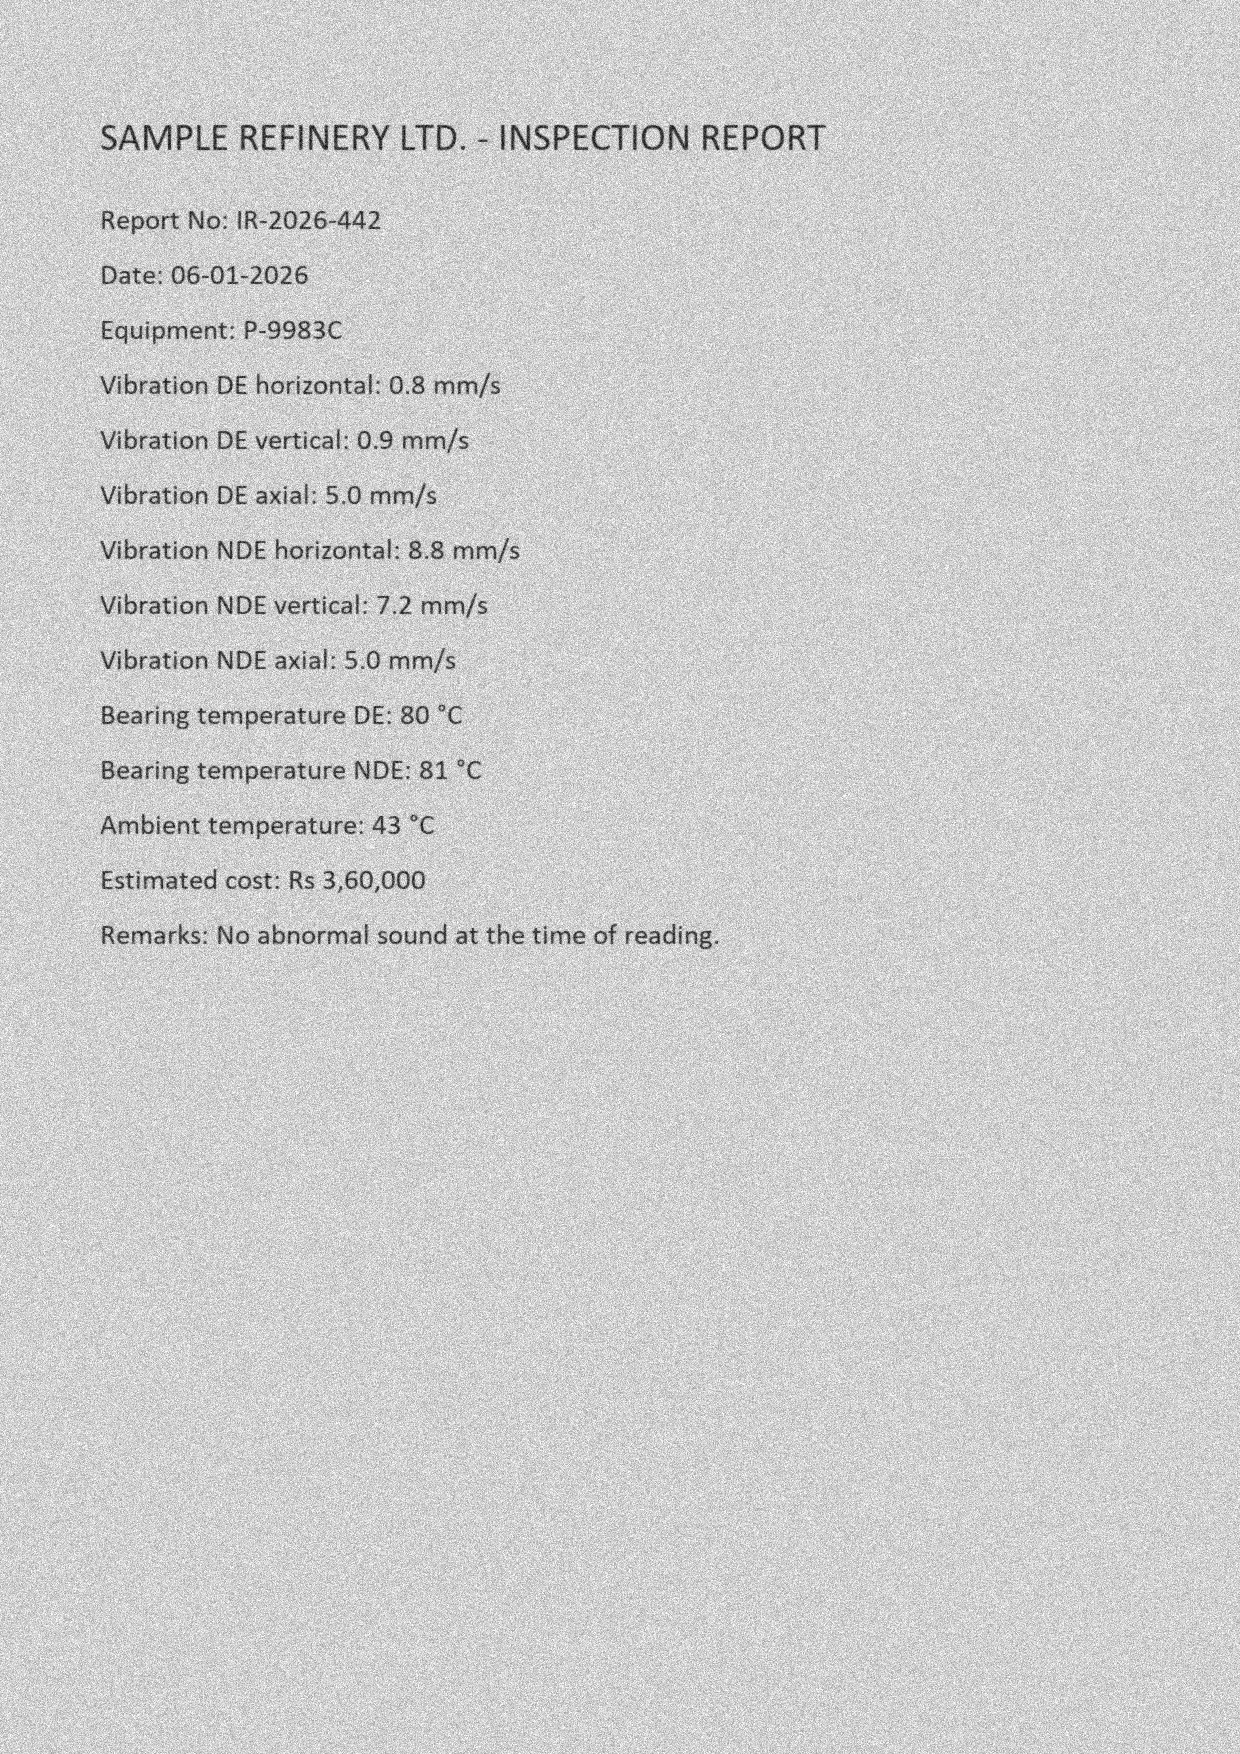 SAMPLE REFINERY LTD. - INSPECTION REPORT
Report No: IR-2026-442
Date: 06-01-2026
Equipment: P-9983C
Vibration DE horizontal: 0.8 mm/s
Vibration DE vertical: 0.9 mm/s
Vibration DE axial: 5.0 mm/s
Vibration NDE horizontal: 8.8 mm/s
Vibration NDE vertical: 7.2 mm/s
Vibration NDE axial: 5.0 mm/s
Bearing temperature DE: 80 °C
Bearing temperature NDE: 81 °C
Ambient temperature: 43 °C
Estimated cost: Rs 3,60,000
Remarks: No abnormal sound at the time of reading.